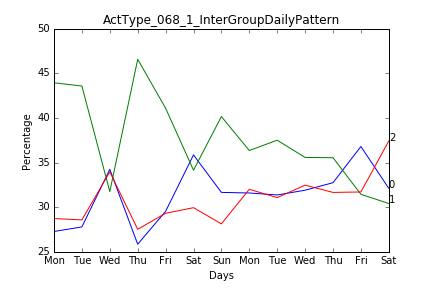 ActType_068_1_InterGroupDailyPattern
Percentage
50
45
40
35
30
25
2
0
1
Mon Tue Wed Thu Fri Sat Sun Mon Tue Wed Thu Fri Sat
Days